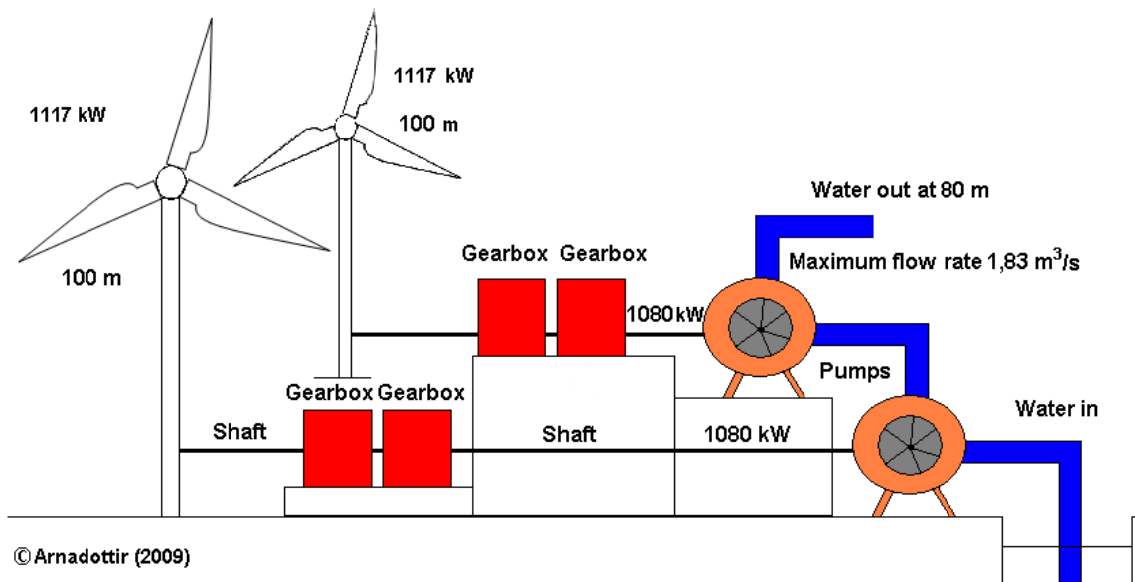 1117 kW
1117 kW
100 m
100 m
Water out at 80 m
Maximum flow rate 1,83 m³/s
Gearbox Gearbox
1080 kW
Pumps
Gearbox Gearbox
Water in
Shaft
Shaft
1080 kW
© Arnadottir (2009)